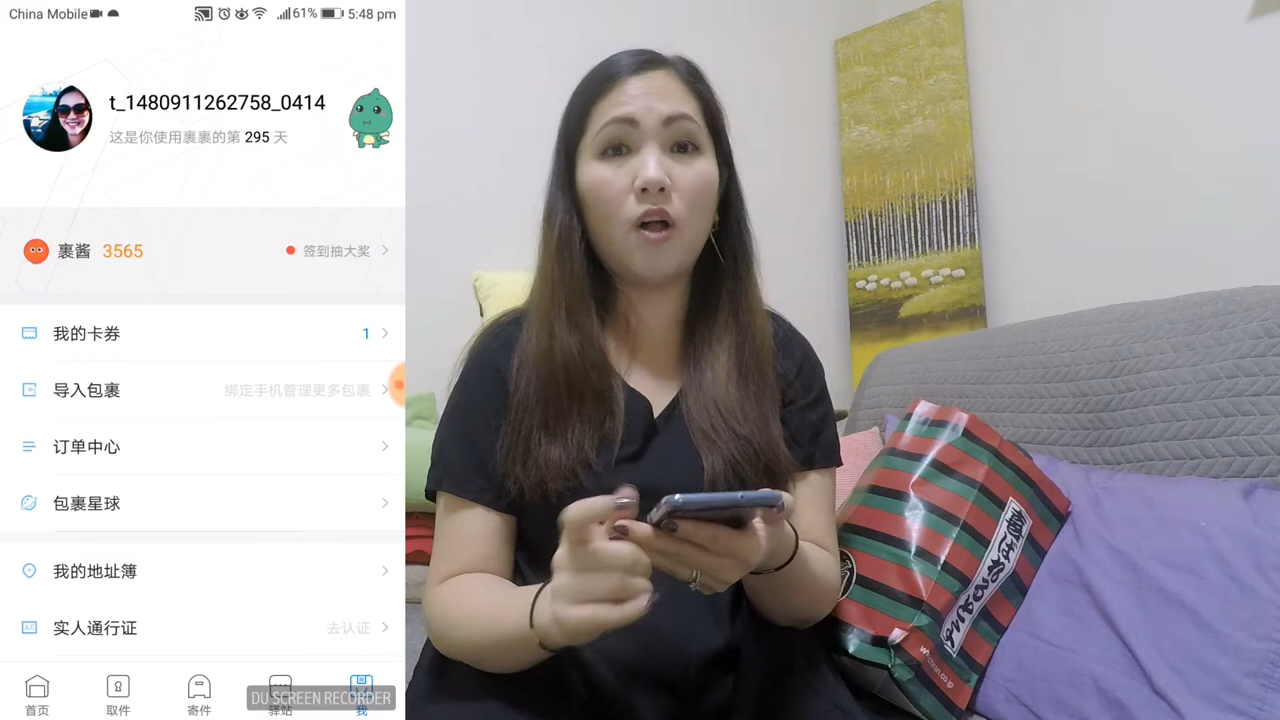 China Mobile
61% 5:48 pm
t_1480911262758_0414
这是你使用裹裹的第 295 天
裹酱 3565
签到抽大奖
我的卡券
1
导入包裹
绑定手机管理更多包裹
订单中心
包裹星球
我的地址簿
实人通行证
去认证
首页
取件
寄件
驿站
我
DU SCREEN RECORDER